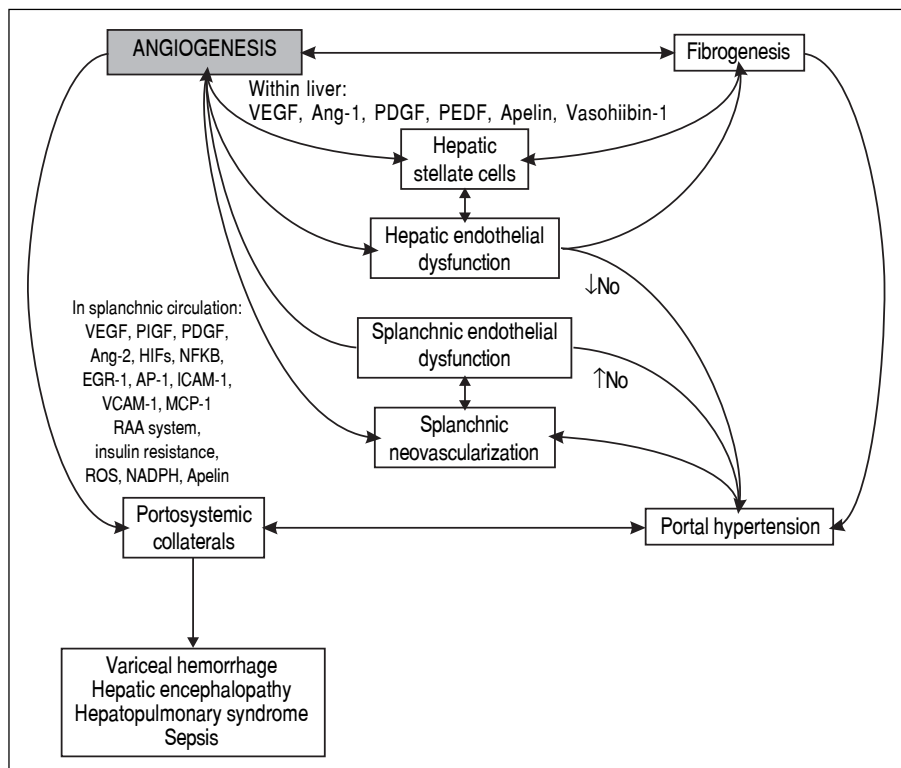 ANGIOGENESIS
Fibrogenesis
Within liver:
VEGF, Ang-1, PDGF, PEDF, Apelin, Vasohiibin-1
Hepatic
stellate cells
Hepatic endothelial
dysfunction
↓No
In splanchnic circulation:
VEGF, PIGF, PDGF,
Ang-2, HIFs, NFKB,
EGR-1, AP-1, ICAM-1,
VCAM-1, MCP-1
RAA system,
insulin resistance,
ROS, NADPH, Apelin
Splanchnic endothelial
dysfunction
↑No
Splanchnic
neovascularization
Portosystemic
collaterals
Portal hypertension
Variceal hemorrhage
Hepatic encephalopathy
Hepatopulmonary syndrome
Sepsis